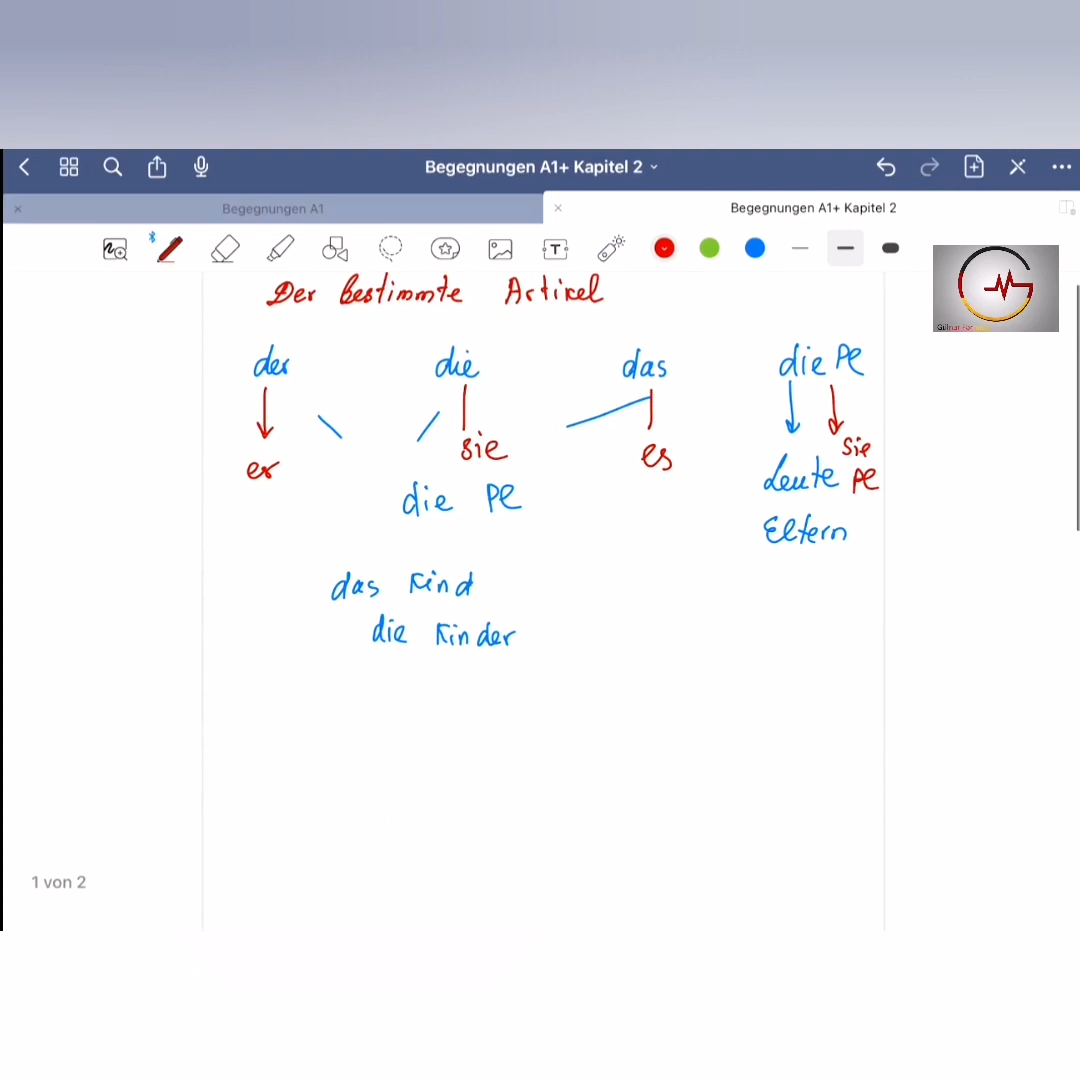 Begegnungen A1+ Kapitel 2
Begegnungen A1
Begegnungen A1+ Kapitel 2
T
Der bestimmte Artikel
der die das die Pl
er sie es sie Pl
Leute
die Pl
Eltern
das Kind
die Kinder
1 von 2